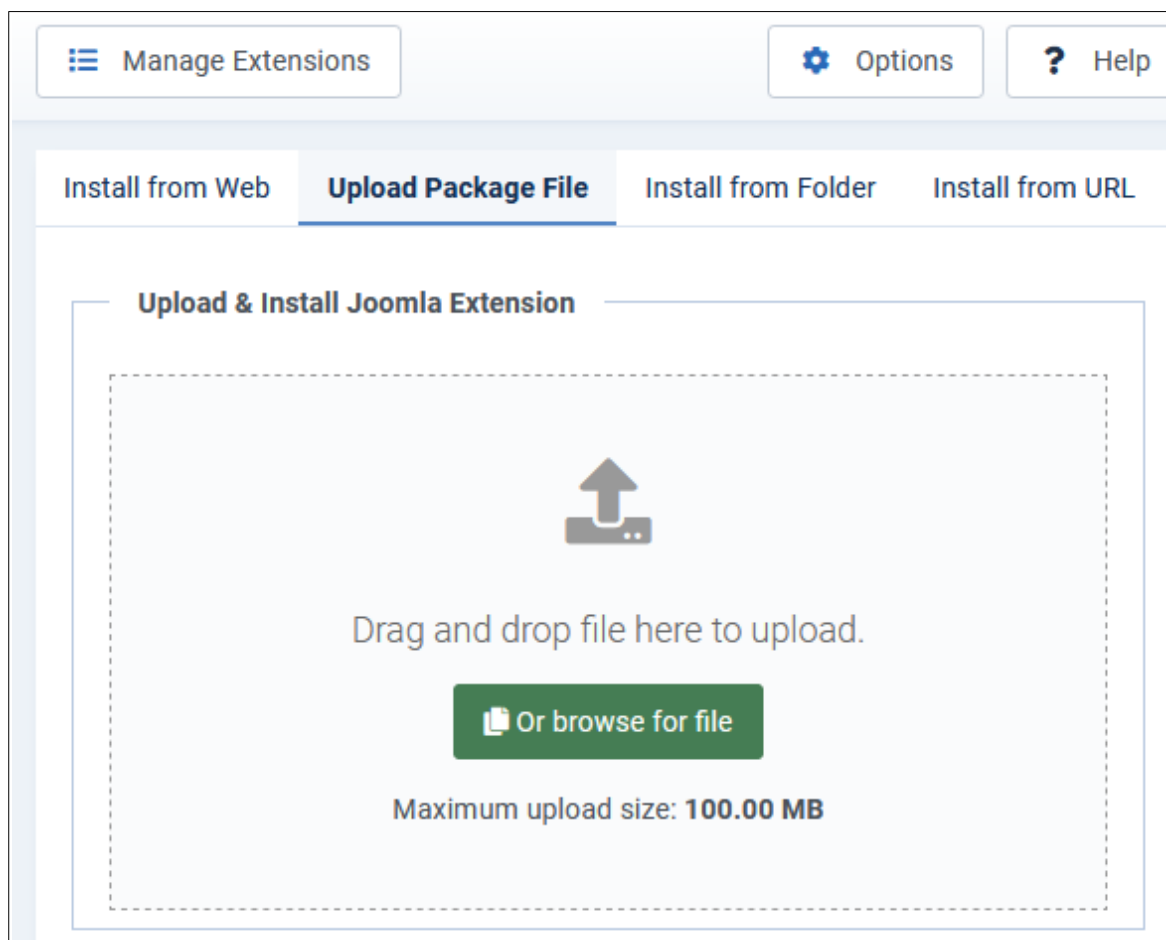 Manage Extensions
Options
? Help
Install from Web
Upload Package File
Install from Folder
Install from URL
Upload & Install Joomla Extension
Drag and drop file here to upload.
Or browse for file
Maximum upload size: 100.00 MB